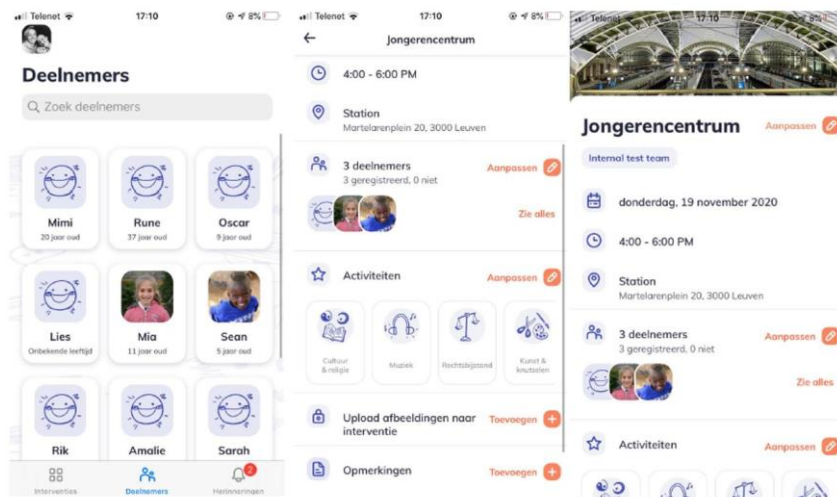 Telenet 17:10 8%
Deelnemers
Zoek deelnemers
Mimi
20 jaar oud
Rune
37 jaar oud
Oscar
9 jaar oud
Lies
Onbekende leeftijd
Mia
11 jaar oud
Sean
5 jaar oud
Rik
Amalie
Sarah
Interventies
Deelnemers
2
Herinneringen
Telenet 17:10 8%
Jongerencentrum
4:00 - 6:00 PM
Station
Martelarenplein 20, 3000 Leuven
3 deelnemers
Aanpassen
3 geregistreerd, 0 niet
Zie alles
Activiteiten
Aanpassen
Cultuur
& religie
Muziek
Rechtsbijstand
Kunst &
knutselen
Upload afbeeldingen naar
interventie
Toevoegen
Opmerkingen
Toevoegen
Telenet 17:10 8%
Jongerencentrum
Aanpassen
Internal test team
donderdag, 19 november 2020
4:00 - 6:00 PM
Station
Martelarenplein 20, 3000 Leuven
3 deelnemers
Aanpassen
3 geregistreerd, 0 niet
Zie alles
Activiteiten
Aanpassen